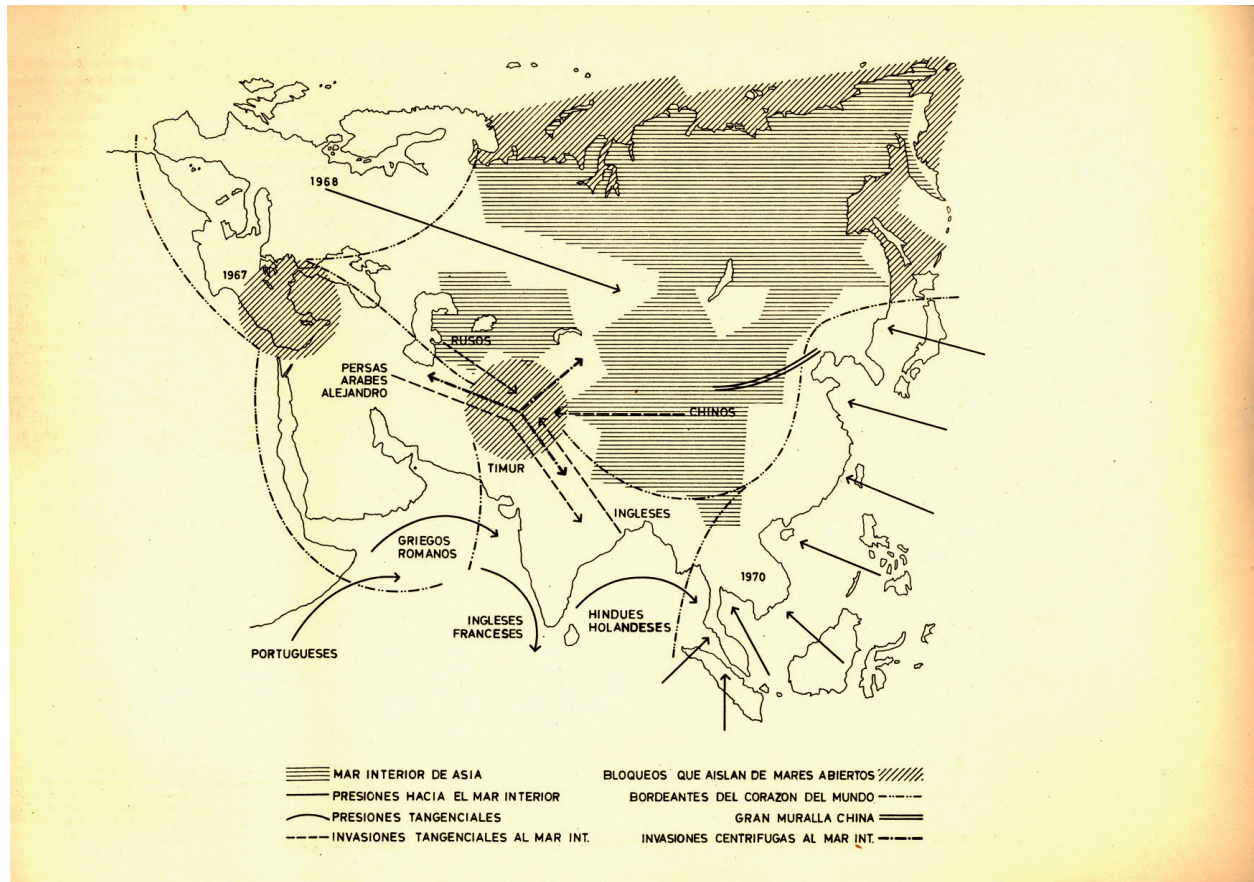 1968
1967
RUSOS
PERSAS
ARABES
ALEJANDRO
CHINOS
TIMUR
INGLESES
GRIEGOS
ROMANOS
1970
INGLESES
FRANCESES
HINDUES
HOLANDESES
PORTUGUESES
MAR INTERIOR DE ASIA
PRESIONES HACIA EL MAR INTERIOR
PRESIONES TANGENCIALES
INVASIONES TANGENCIALES AL MAR INT.
BLOQUEOS QUE AISLAN DE MARES ABIERTOS
BORDEANTES DEL CORAZON DEL MUNDO
GRAN MURALLA CHINA
INVASIONES CENTRIFUGAS AL MAR INT.